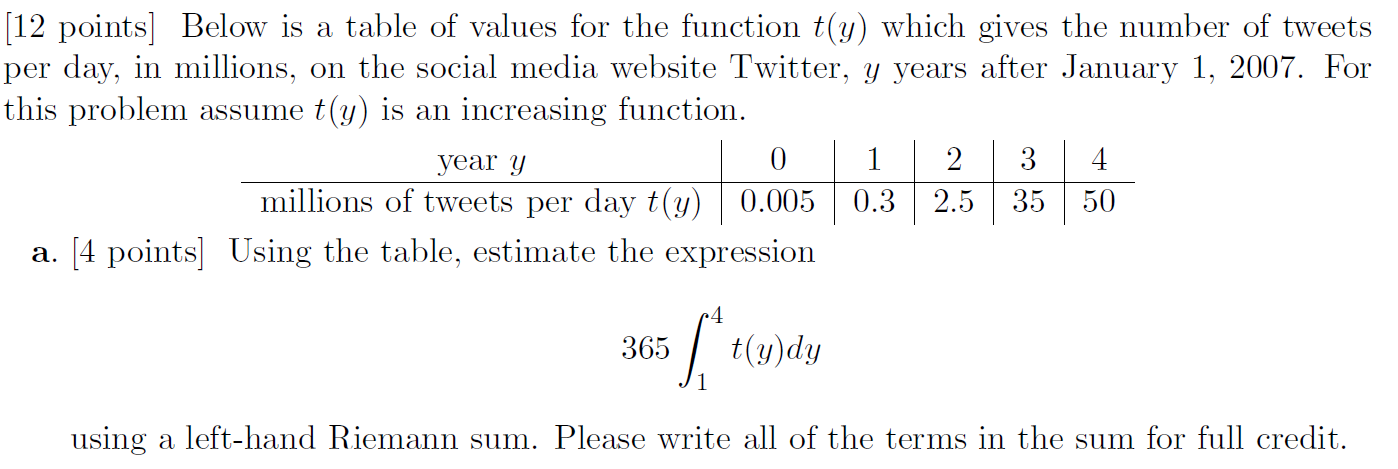 [12 points] Below is a table of values for the function t(y) which gives the number of tweets
per day, in millions, on the social media website Twitter, y years after January 1, 2007. For
this problem assume t(y) is an increasing function.
year y 0 1 2 3 4
millions of tweets per day t(y) 0.005 0.3 2.5 35 50
a. [4 points] Using the table, estimate the expression
365 ∫₁⁴ t(y)dy
using a left-hand Riemann sum. Please write all of the terms in the sum for full credit.